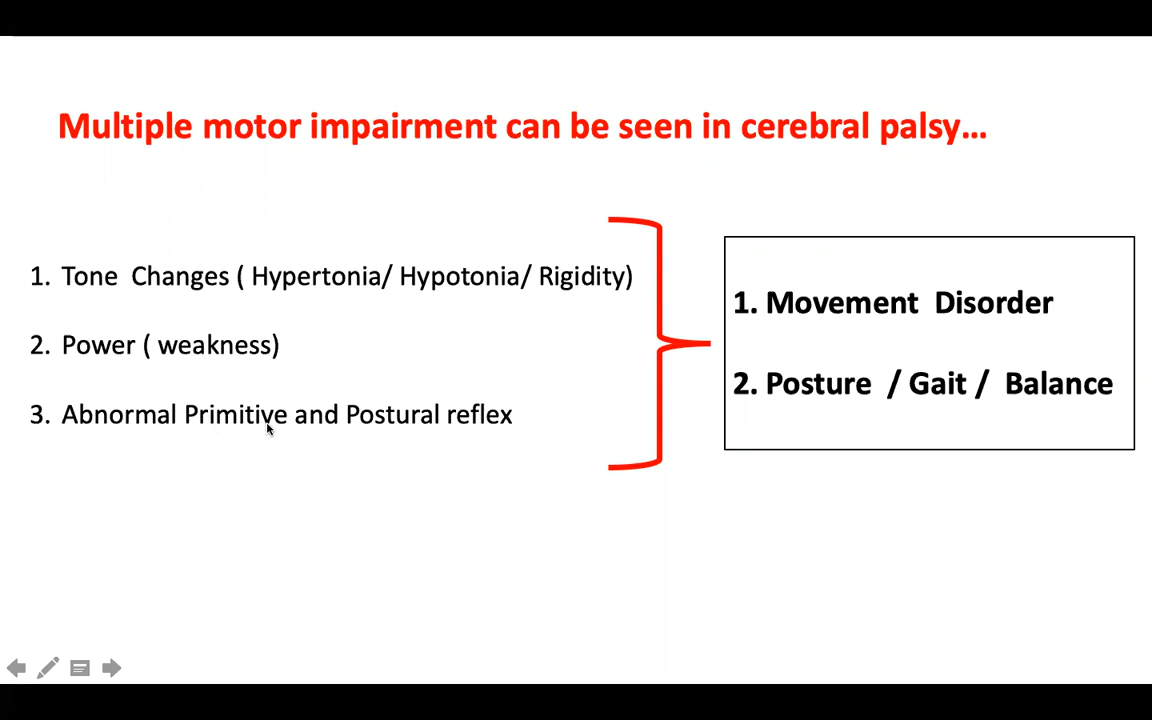 Multiple motor impairment can be seen in cerebral palsy...
1. Tone Changes ( Hypertonia/ Hypotonia/ Rigidity)
2. Power ( weakness)
3. Abnormal Primitive and Postural reflex
1. Movement Disorder
2. Posture / Gait / Balance